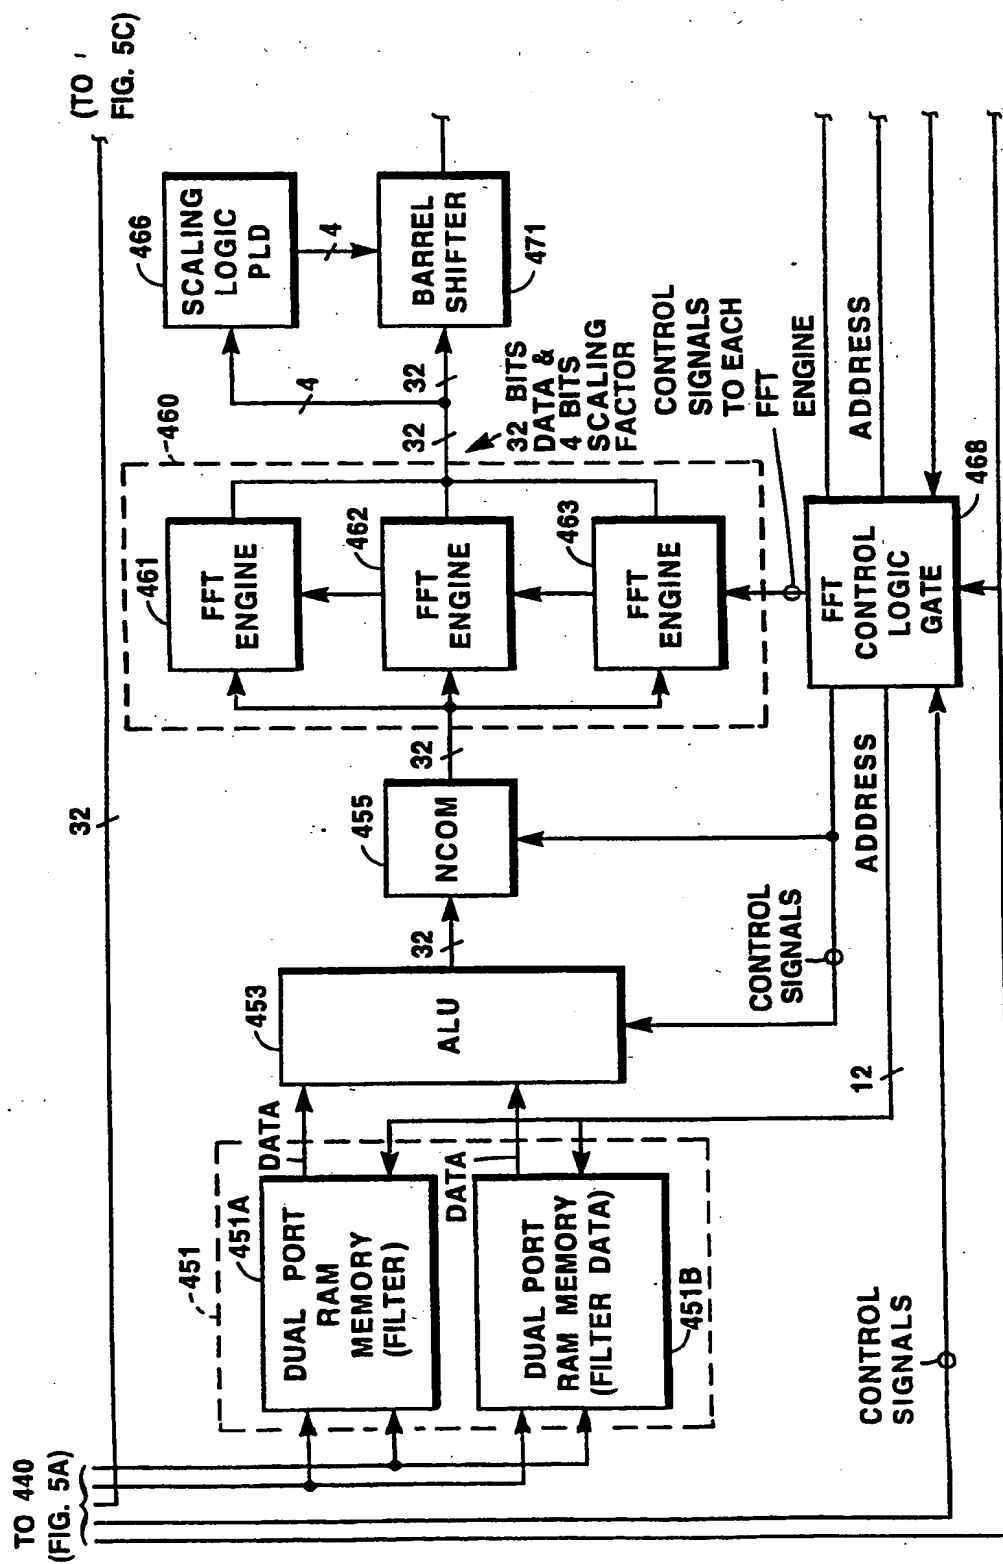 TO 440
(FIG. 5A)
32
(TO
FIG. 5C)
451
451A
DUAL PORT
RAM
MEMORY
(FILTER)
DATA
DUAL PORT
RAM MEMORY
(FILTER DATA)
451B
DATA
453
ALU
32
455
NCOM
32
460
461
FFT
ENGINE
462
FFT
ENGINE
463
FFT
ENGINE
32
32
4
32 BITS
DATA &
4 BITS
SCALING
FACTOR
466
SCALING
LOGIC
PLD
4
BARREL
SHIFTER
471
CONTROL
SIGNALS
TO EACH
FFT
ENGINE
ADDRESS
468
FFT
CONTROL
LOGIC
GATE
ADDRESS
12
CONTROL
SIGNALS
CONTROL
SIGNALS